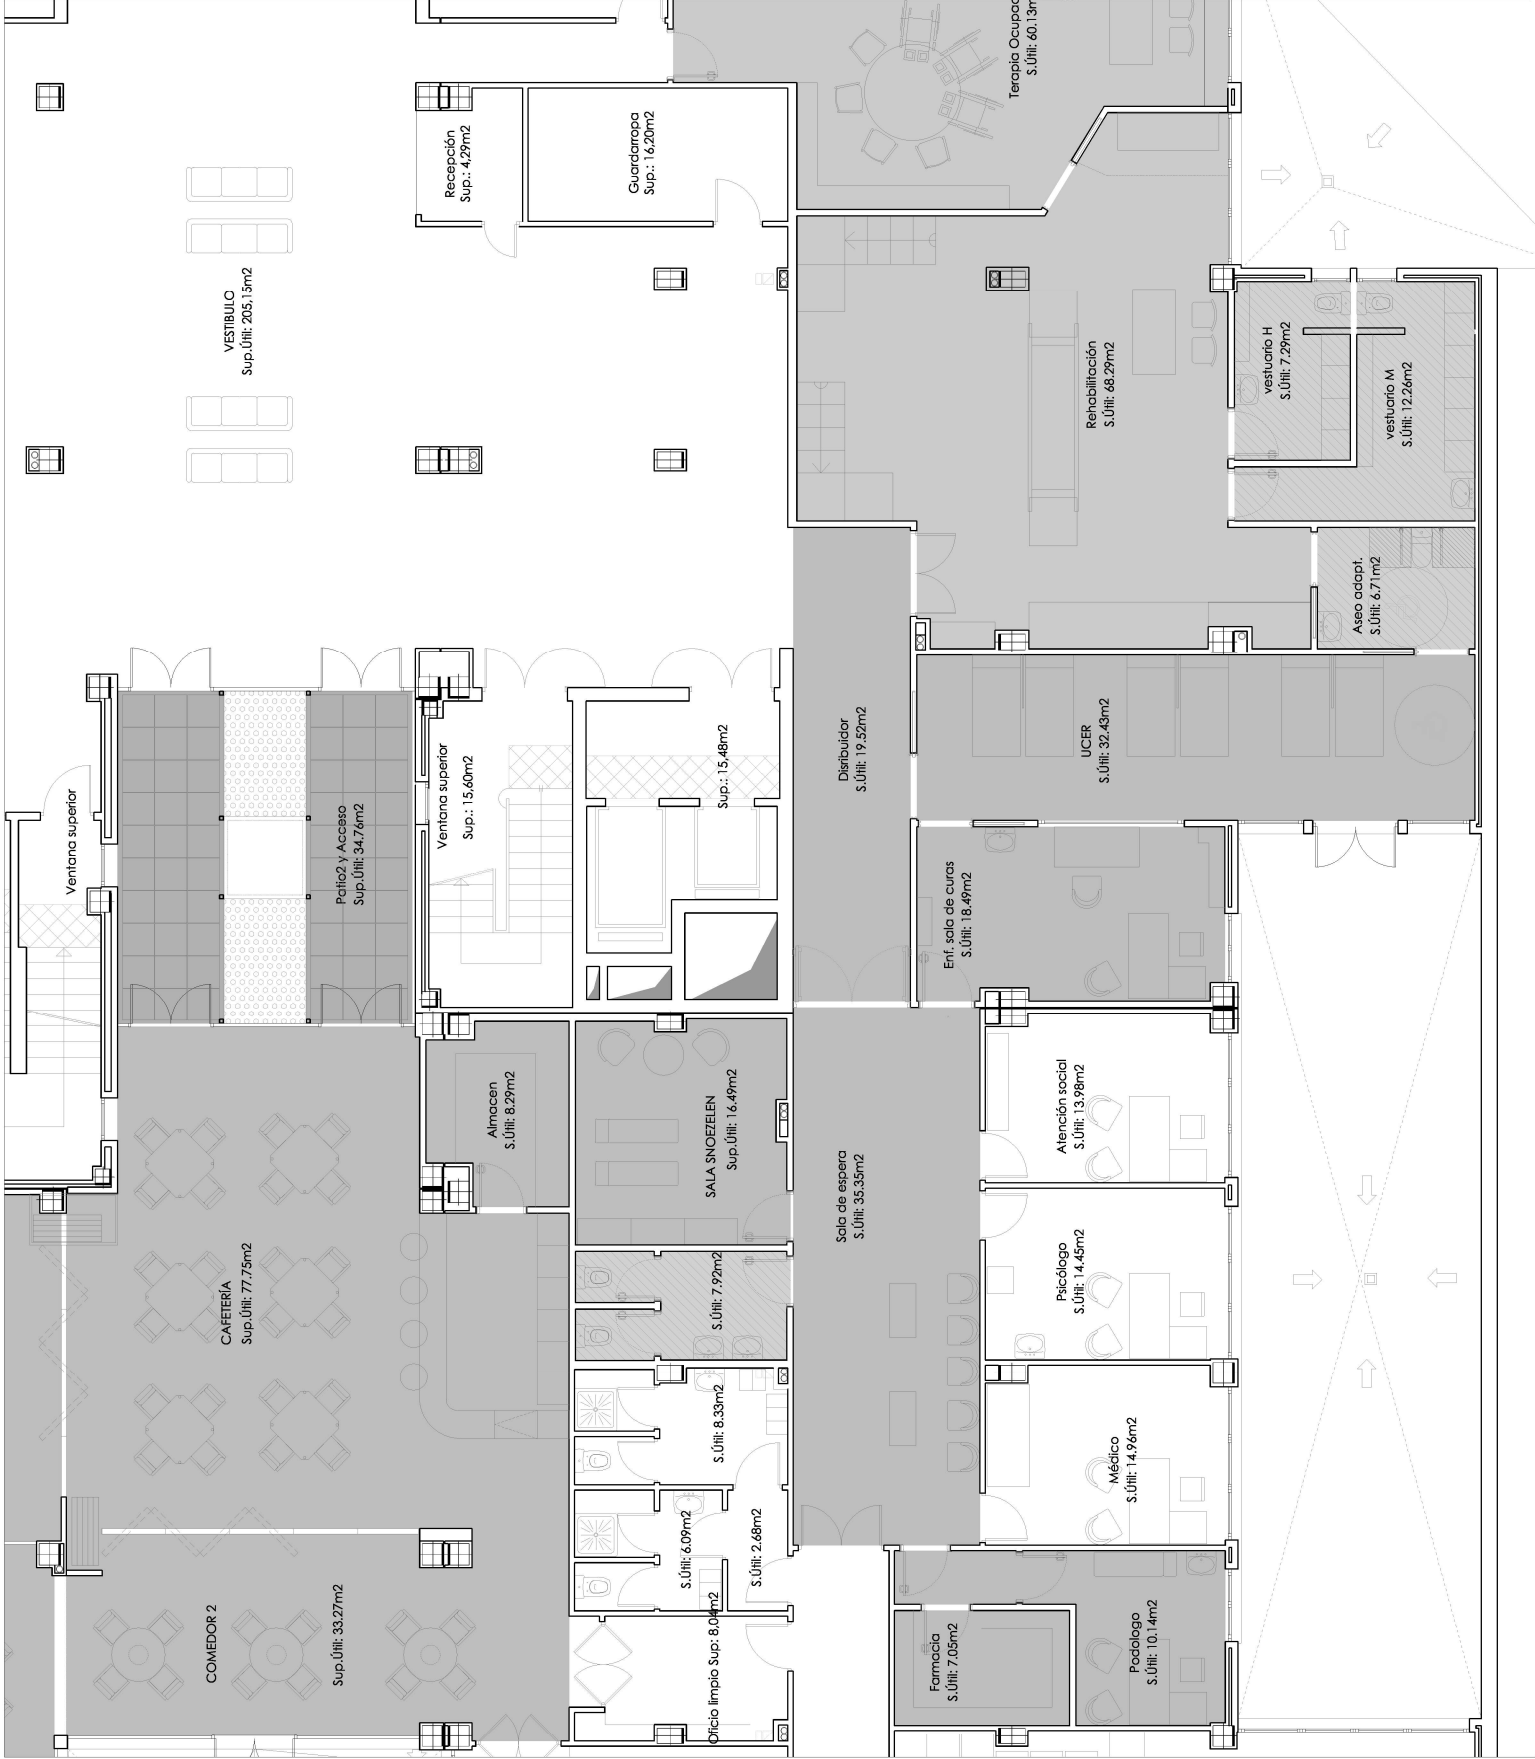 Terapia Ocupac
S.Útil: 60.13m
Recepción
Sup.: 4,29m2
Guardarropa
Sup.: 16,20m2
VESTIBULO
Sup.Útil: 205,15m2
Rehabilitación
S.Útil: 68.29m2
vestuario H
S.Útil: 7.29m2
vestuario M
S.Útil: 12.26m2
Aseo adapt.
S.Útil: 6.71m2
Ventana superior
Patio2 y Acceso
Sup.Útil: 34.76m2
Ventana superior
Sup.: 15,60m2
Sup.: 15,48m2
Disribuidor
S.Útil: 19.52m2
UCER
S.Útil: 32.43m2
Enf. sala de curas
S.Útil: 18.49m2
Almacen
S.Útil: 8.29m2
SALA SNOEZELEN
Sup.Útil: 16.49m2
Sala de espera
S.Útil: 35.35m2
Atención social
S.Útil: 13.98m2
CAFETERÍA
Sup.Útil: 77.75m2
S.Útil: 7.92m2
Psicólogo
S.Útil: 14.45m2
S.Útil: 8.33m2
Médico
S.Útil: 14.96m2
S.Útil: 6.09m2
S.Útil: 2.68m2
COMEDOR 2
Sup.Útil: 33.27m2
Oficio limpio Sup: 8,04m2
Farmacia
S.Útil: 7.05m2
Podologo
S.Útil: 10.14m2